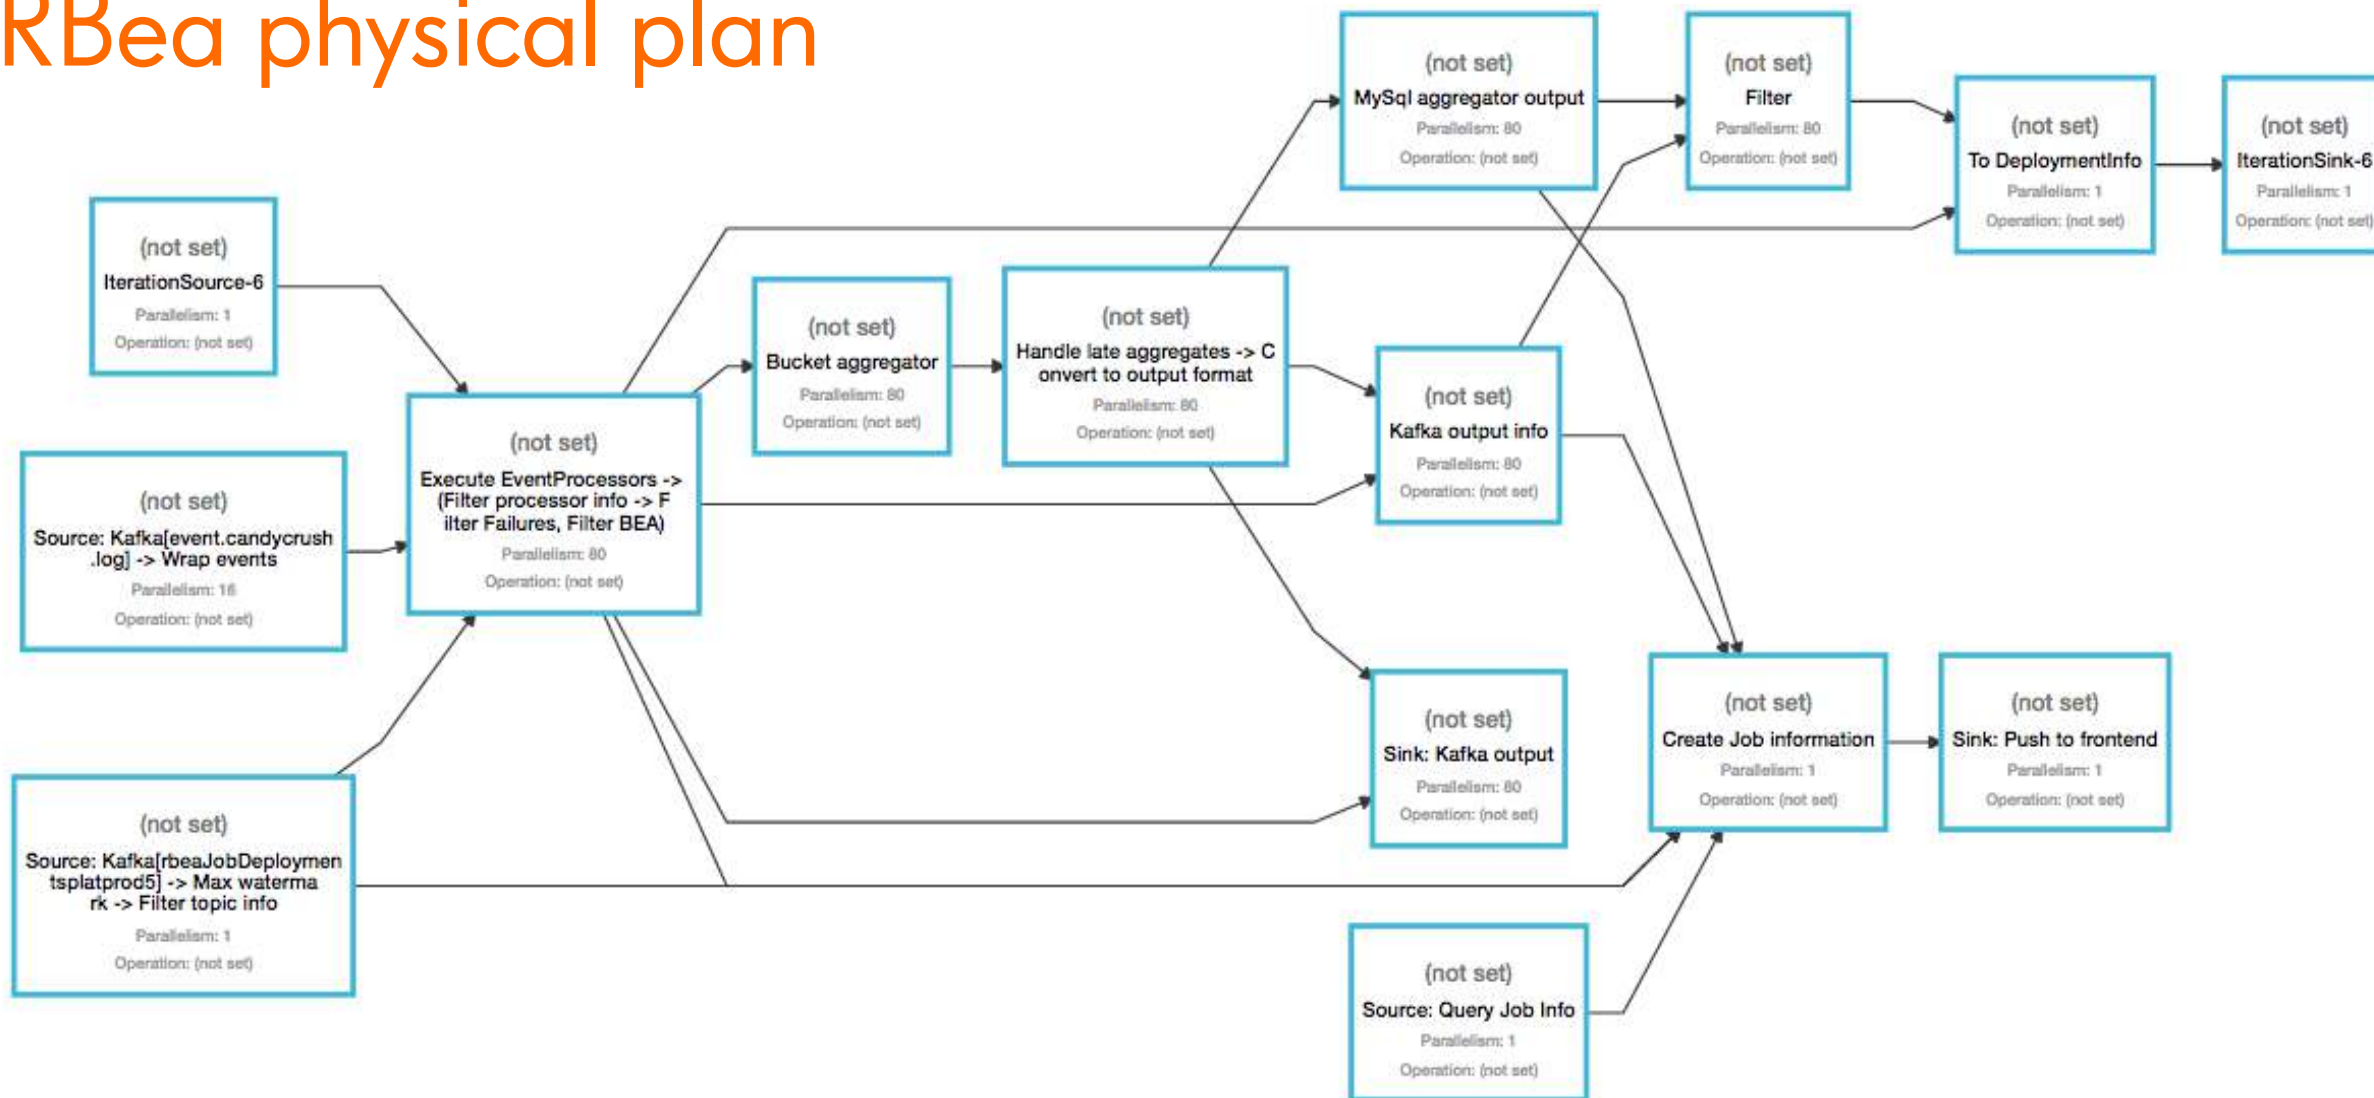 RBea physical plan
(not set)
MySql aggregator output
Parallelism: 80
Operation: (not set)
(not set)
Filter
Parallelism: 80
Operation: (not set)
(not set)
To DeploymentInfo
Parallelism: 1
Operation: (not set)
(not set)
IterationSink-6
Parallelism: 1
Operation: (not set)
(not set)
IterationSource-6
Parallelism: 1
Operation: (not set)
(not set)
Bucket aggregator
Parallelism: 80
Operation: (not set)
(not set)
Handle late aggregates -> C
onvert to output format
Parallelism: 80
Operation: (not set)
(not set)
Kafka output info
Parallelism: 80
Operation: (not set)
(not set)
Execute EventProcessors ->
(Filter processor info -> F
ilter Failures, Filter BEA)
Parallelism: 80
Operation: (not set)
(not set)
Source: Kafka[event.candycrush
.log] -> Wrap events
Parallelism: 16
Operation: (not set)
(not set)
Sink: Kafka output
Parallelism: 80
Operation: (not set)
(not set)
Create Job information
Parallelism: 1
Operation: (not set)
(not set)
Sink: Push to frontend
Parallelism: 1
Operation: (not set)
(not set)
Source: Kafka[rbeaJobDeploymen
tsplatprod5] -> Max waterma
rk -> Filter topic info
Parallelism: 1
Operation: (not set)
(not set)
Source: Query Job Info
Parallelism: 1
Operation: (not set)